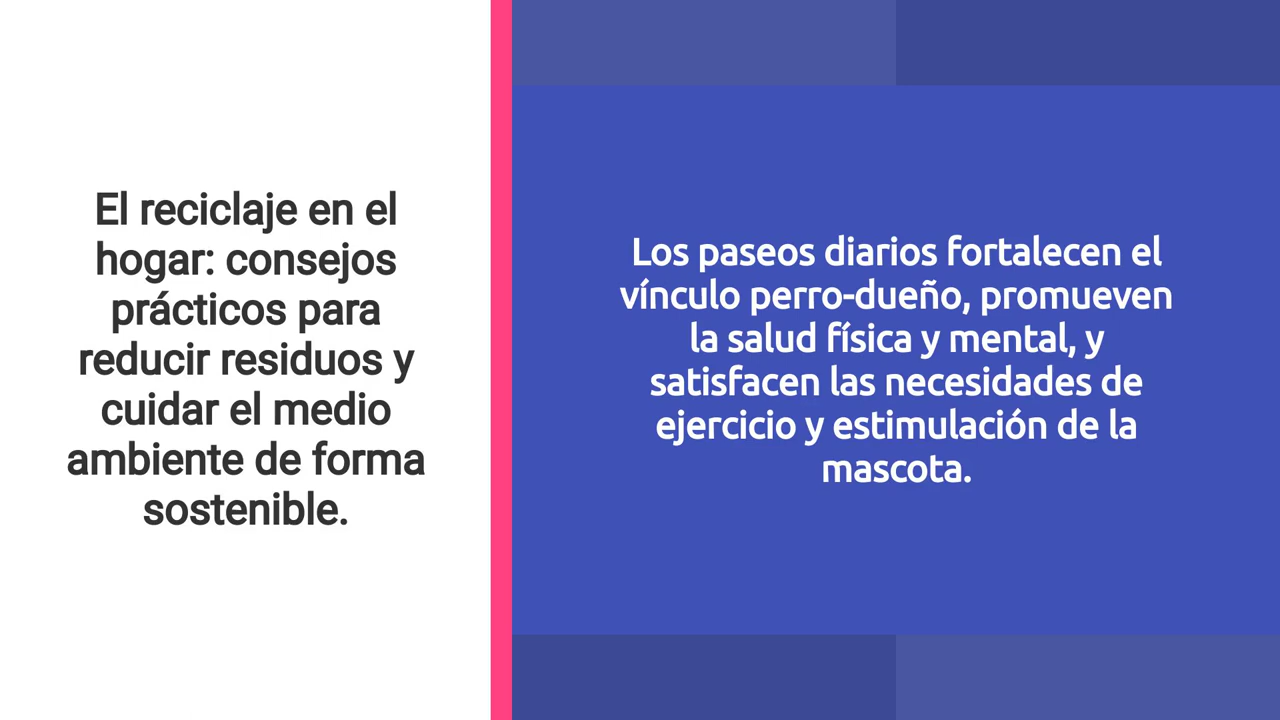 El reciclaje en el
hogar: consejos
prácticos para
reducir residuos y
cuidar el medio
ambiente de forma
sostenible.
Los paseos diarios fortalecen el
vínculo perro-dueño, promueven
la salud física y mental, y
satisfacen las necesidades de
ejercicio y estimulación de la
mascota.